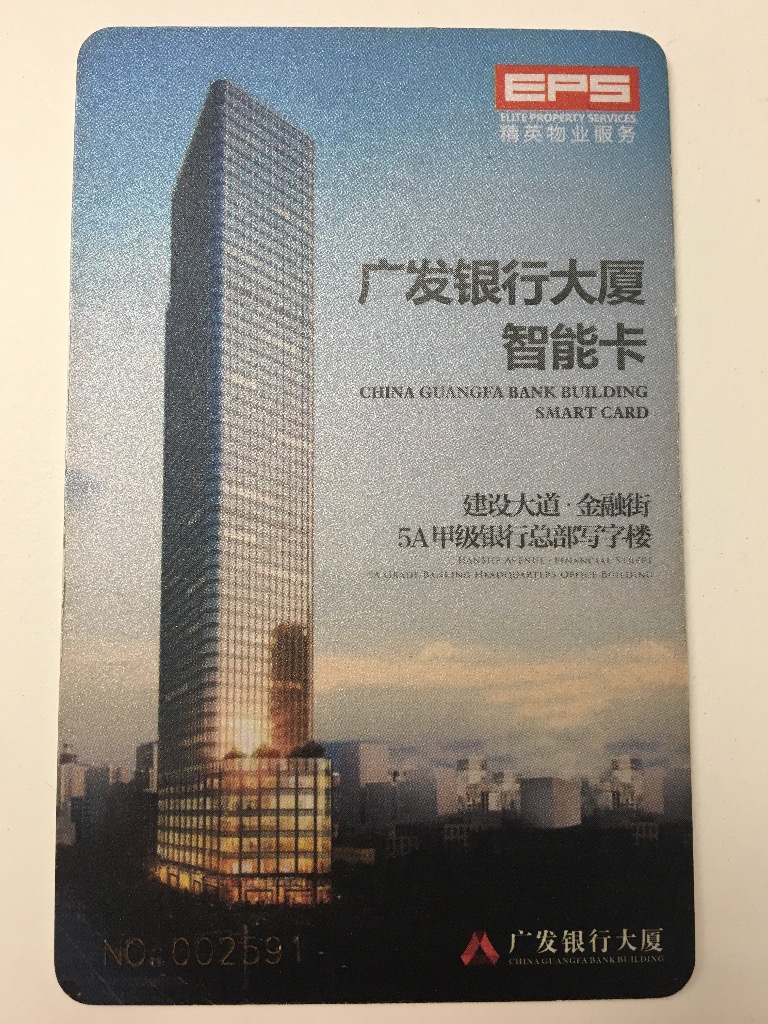 EPS
ELITE PROPERTY SERVICES
精英物业服务
广发银行大厦
智能卡
CHINA GUANGFA BANK BUILDING
SMART CARD
建设大道·金融街
5A甲级银行总部写字楼
JIANSHE AVENUE · FINANCIAL STREET
5A GRADE BANKING HEADQUARTERS OFFICE BUILDING
NO: 002591
广发银行大厦
CHINA GUANGFA BANK BUILDING